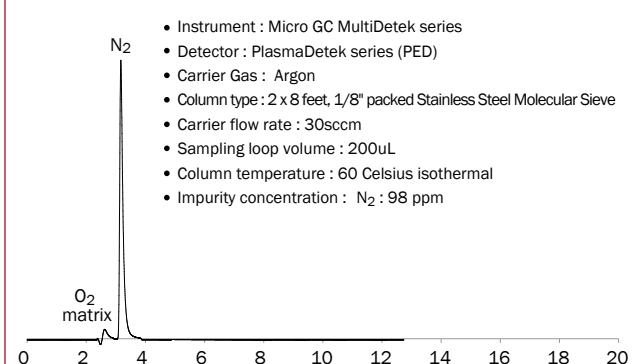 N2
• Instrument : Micro GC MultiDetek series
• Detector : PlasmaDetek series (PED)
• Carrier Gas : Argon
• Column type : 2 x 8 feet, 1/8" packed Stainless Steel Molecular Sieve
• Carrier flow rate : 30sccm
• Sampling loop volume : 200uL
• Column temperature : 60 Celsius isothermal
• Impurity concentration : N2 : 98 ppm
O2
matrix
0 2 4 6 8 10 12 14 16 18 20